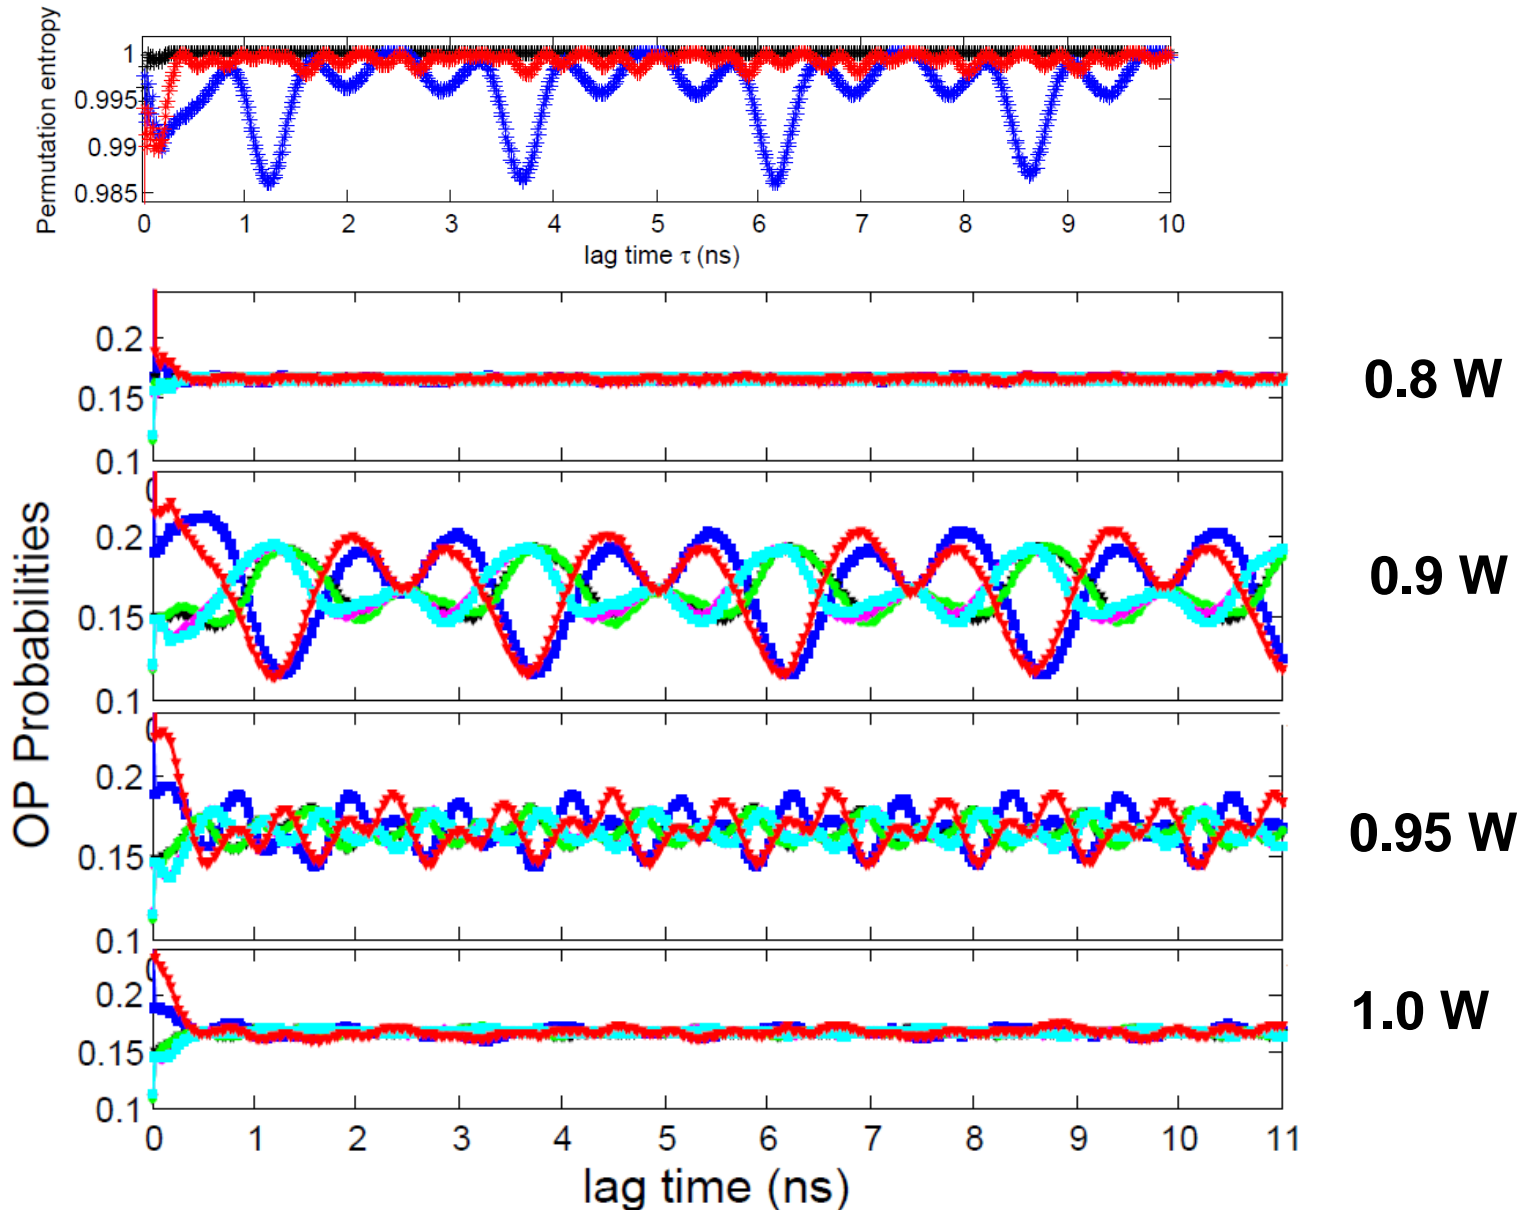 Permutation entropy
1
0.995
0.99
0.985
0 1 2 3 4 5 6 7 8 9 10
lag time τ (ns)
OP Probabilities
0.2
0.15
0.1
0.8 W
0.2
0.15
0.1
0.9 W
0.2
0.15
0.1
0.95 W
0.2
0.15
0.1
1.0 W
0 1 2 3 4 5 6 7 8 9 10 11
lag time (ns)